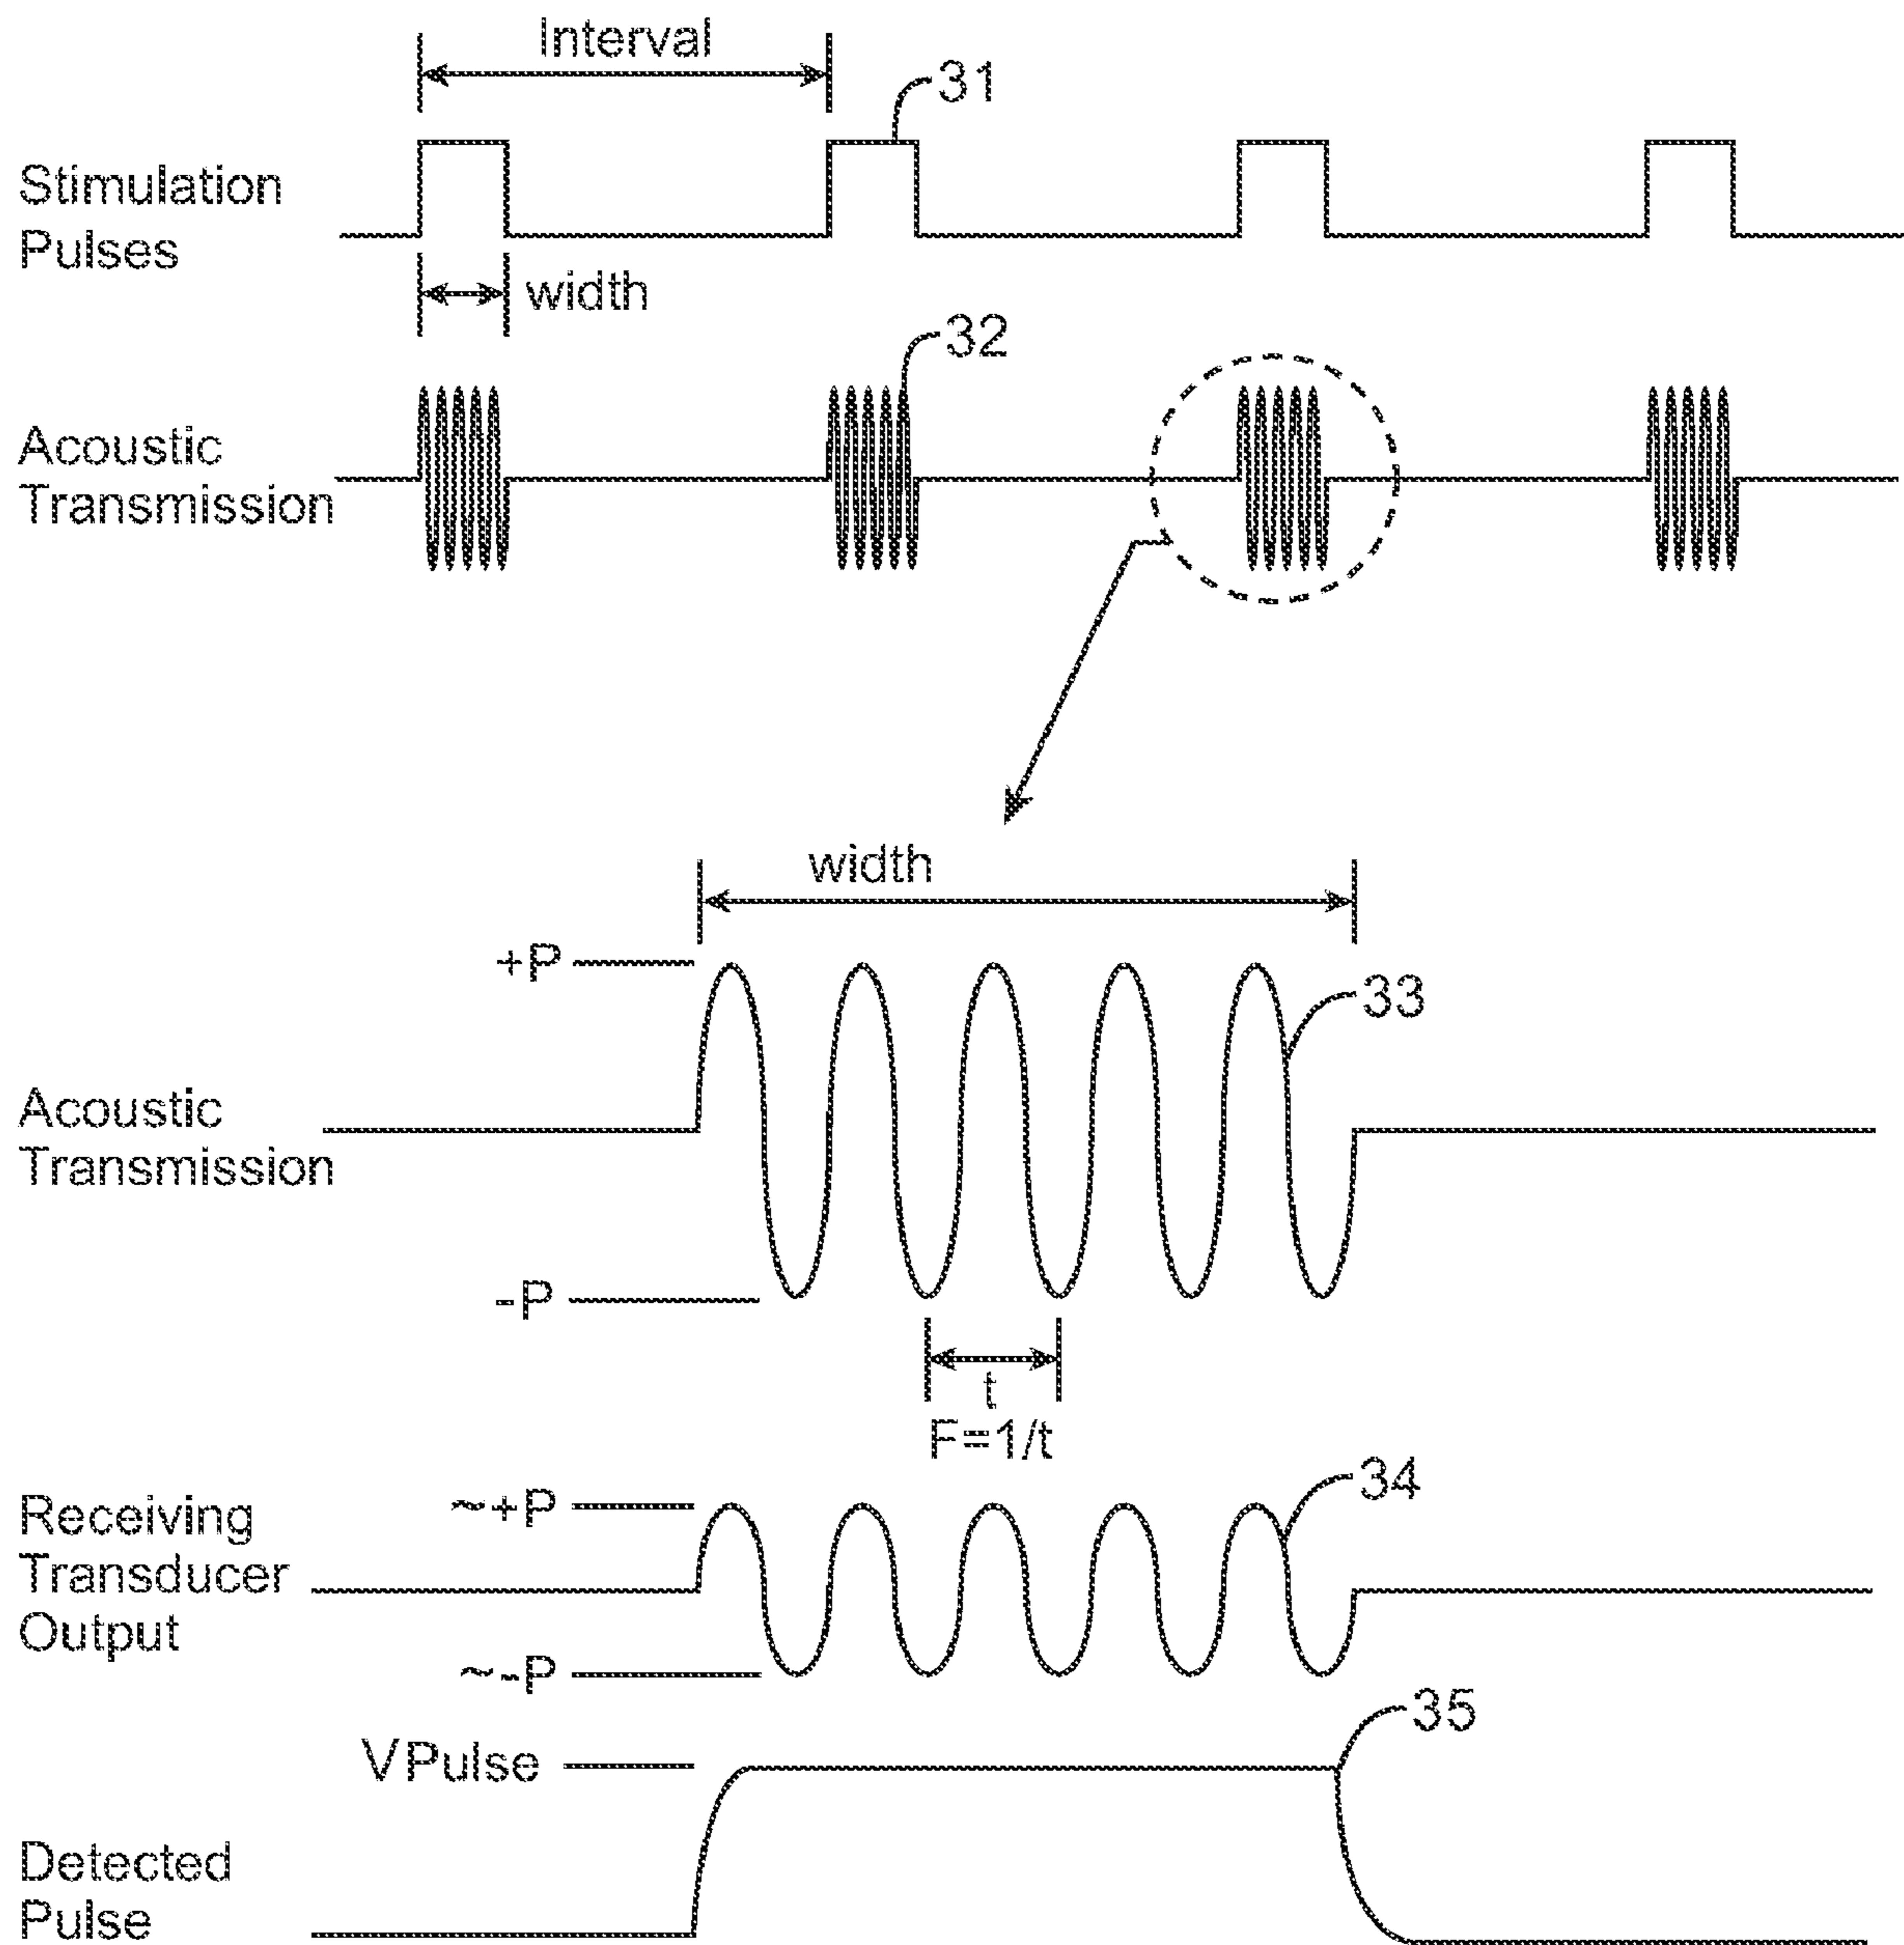 Interval
31
Stimulation
Pulses
width
32
Acoustic
Transmission
width
+P
33
Acoustic
Transmission
-P
t
F=1/t
34
~+P
Receiving
Transducer
Output
~-P
35
VPulse
Detected
Pulse